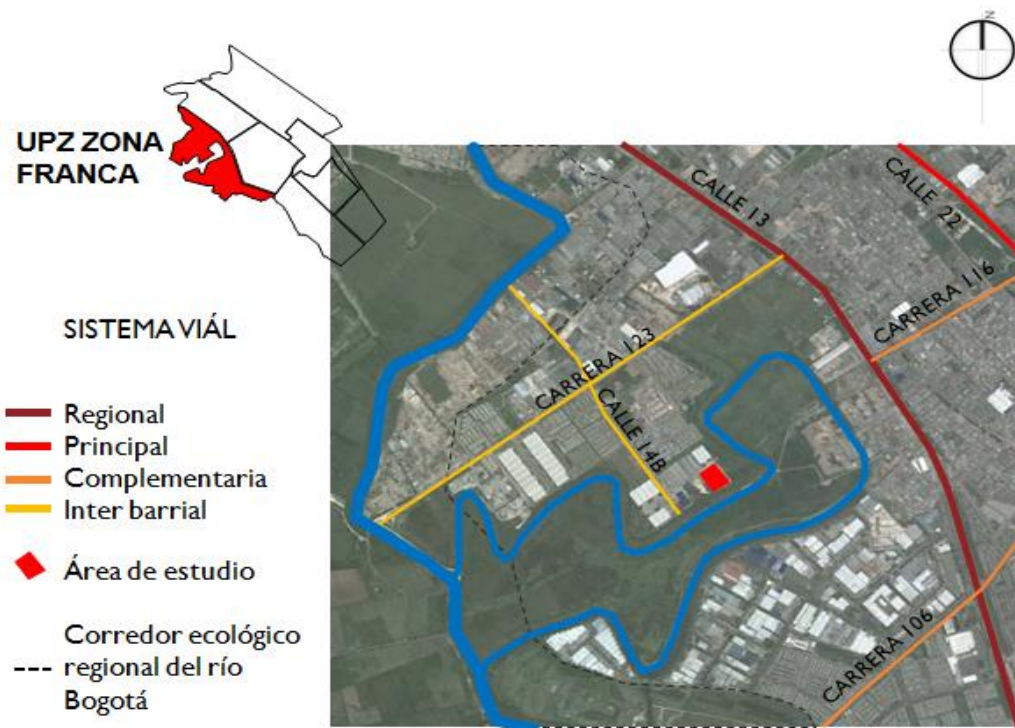 N
UPZ ZONA
FRANCA
SISTEMA VIÁL
Regional
Principal
Complementaria
Inter barrial
Área de estudio
Corredor ecológico
regional del río
Bogotá
CALLE 13
CALLE 22
CARRERA 116
CARRERA 123
CALLE 14B
CARRERA 106